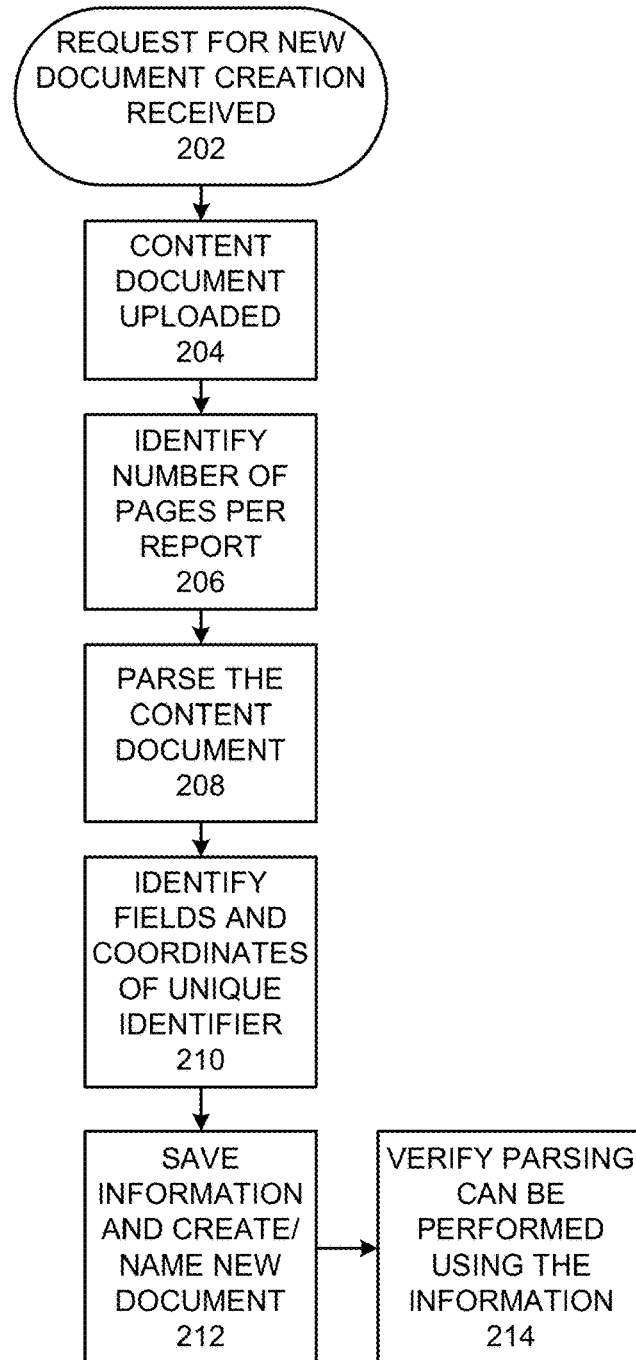 REQUEST FOR NEW
DOCUMENT CREATION
RECEIVED
202
CONTENT
DOCUMENT
UPLOADED
204
IDENTIFY
NUMBER OF
PAGES PER
REPORT
206
PARSE THE
CONTENT
DOCUMENT
208
IDENTIFY
FIELDS AND
COORDINATES
OF UNIQUE
IDENTIFIER
210
SAVE
INFORMATION
AND CREATE/
NAME NEW
DOCUMENT
212
VERIFY PARSING
CAN BE
PERFORMED
USING THE
INFORMATION
214